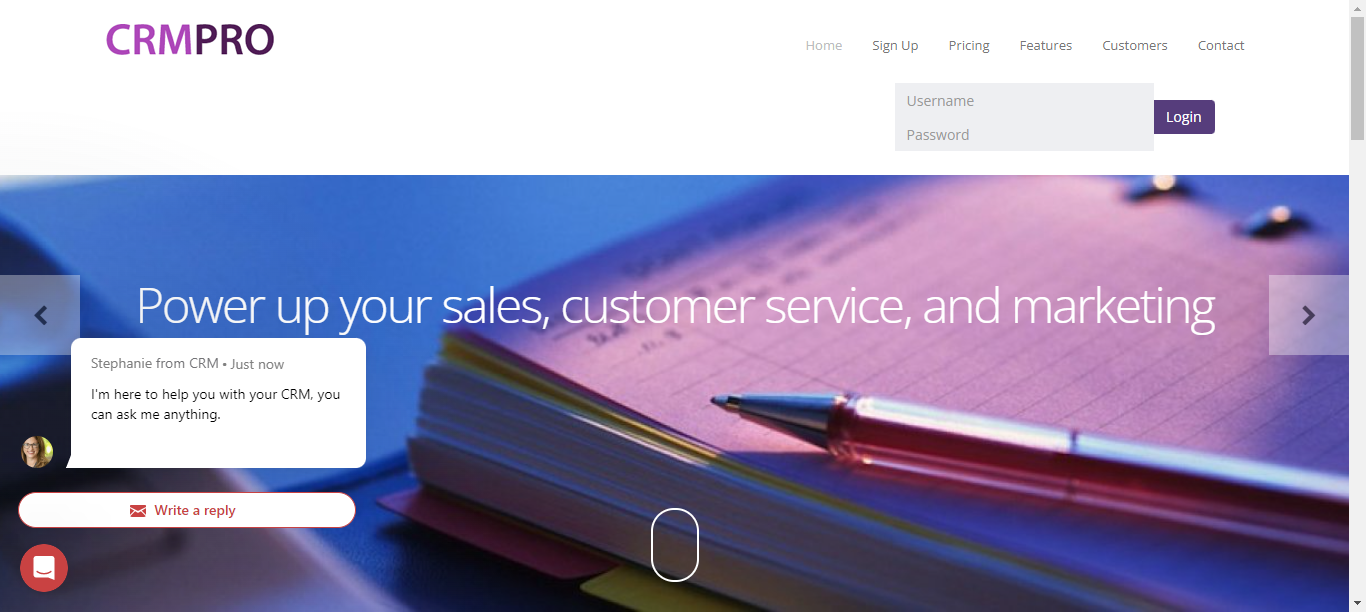 CRMPRO
Home Sign Up Pricing Features Customers Contact
Username
Password
Login
Power up your sales, customer service, and marketing
Stephanie from CRM • Just now
I'm here to help you with your CRM, you
can ask me anything.
Write a reply